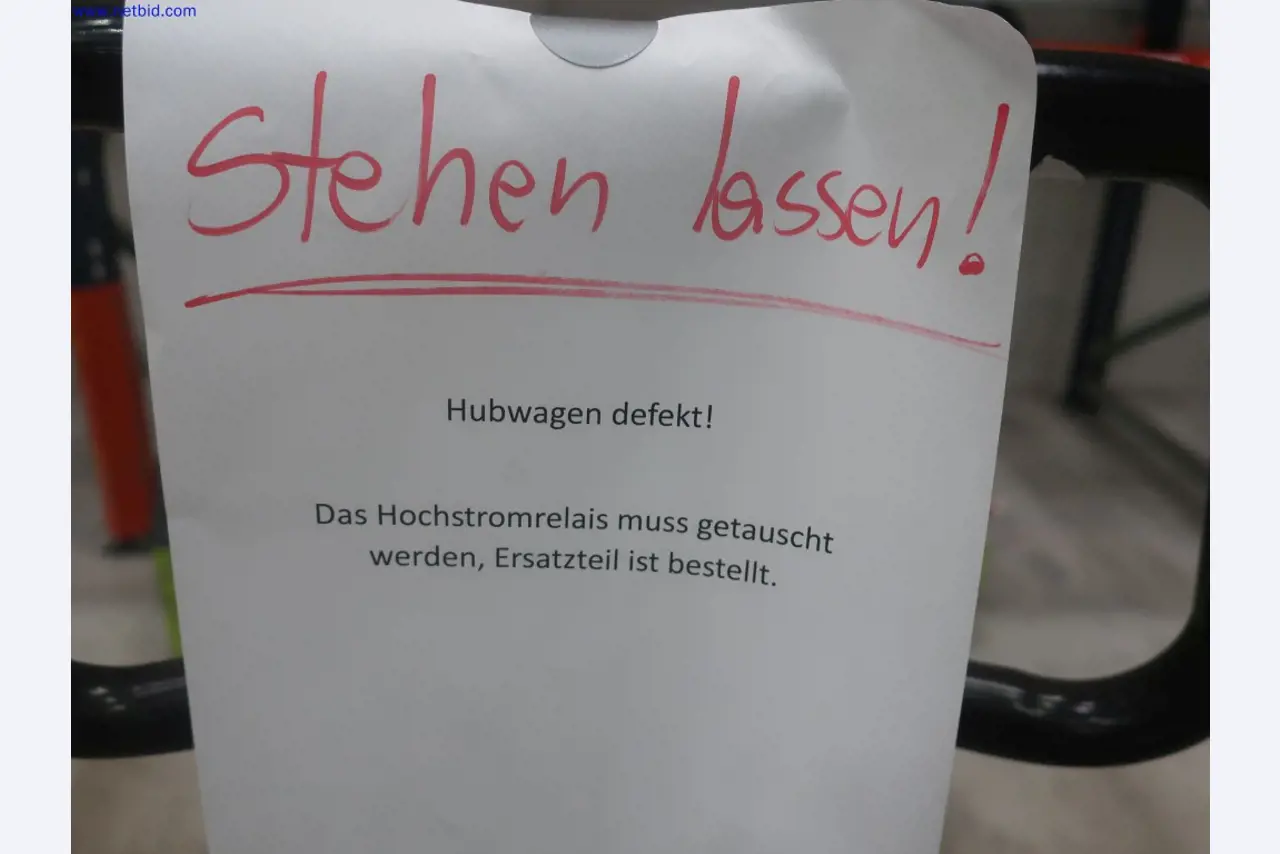 Stehen lassen!
Hubwagen defekt!
Das Hochstromrelais muss getauscht
werden, Ersatzteil ist bestellt.